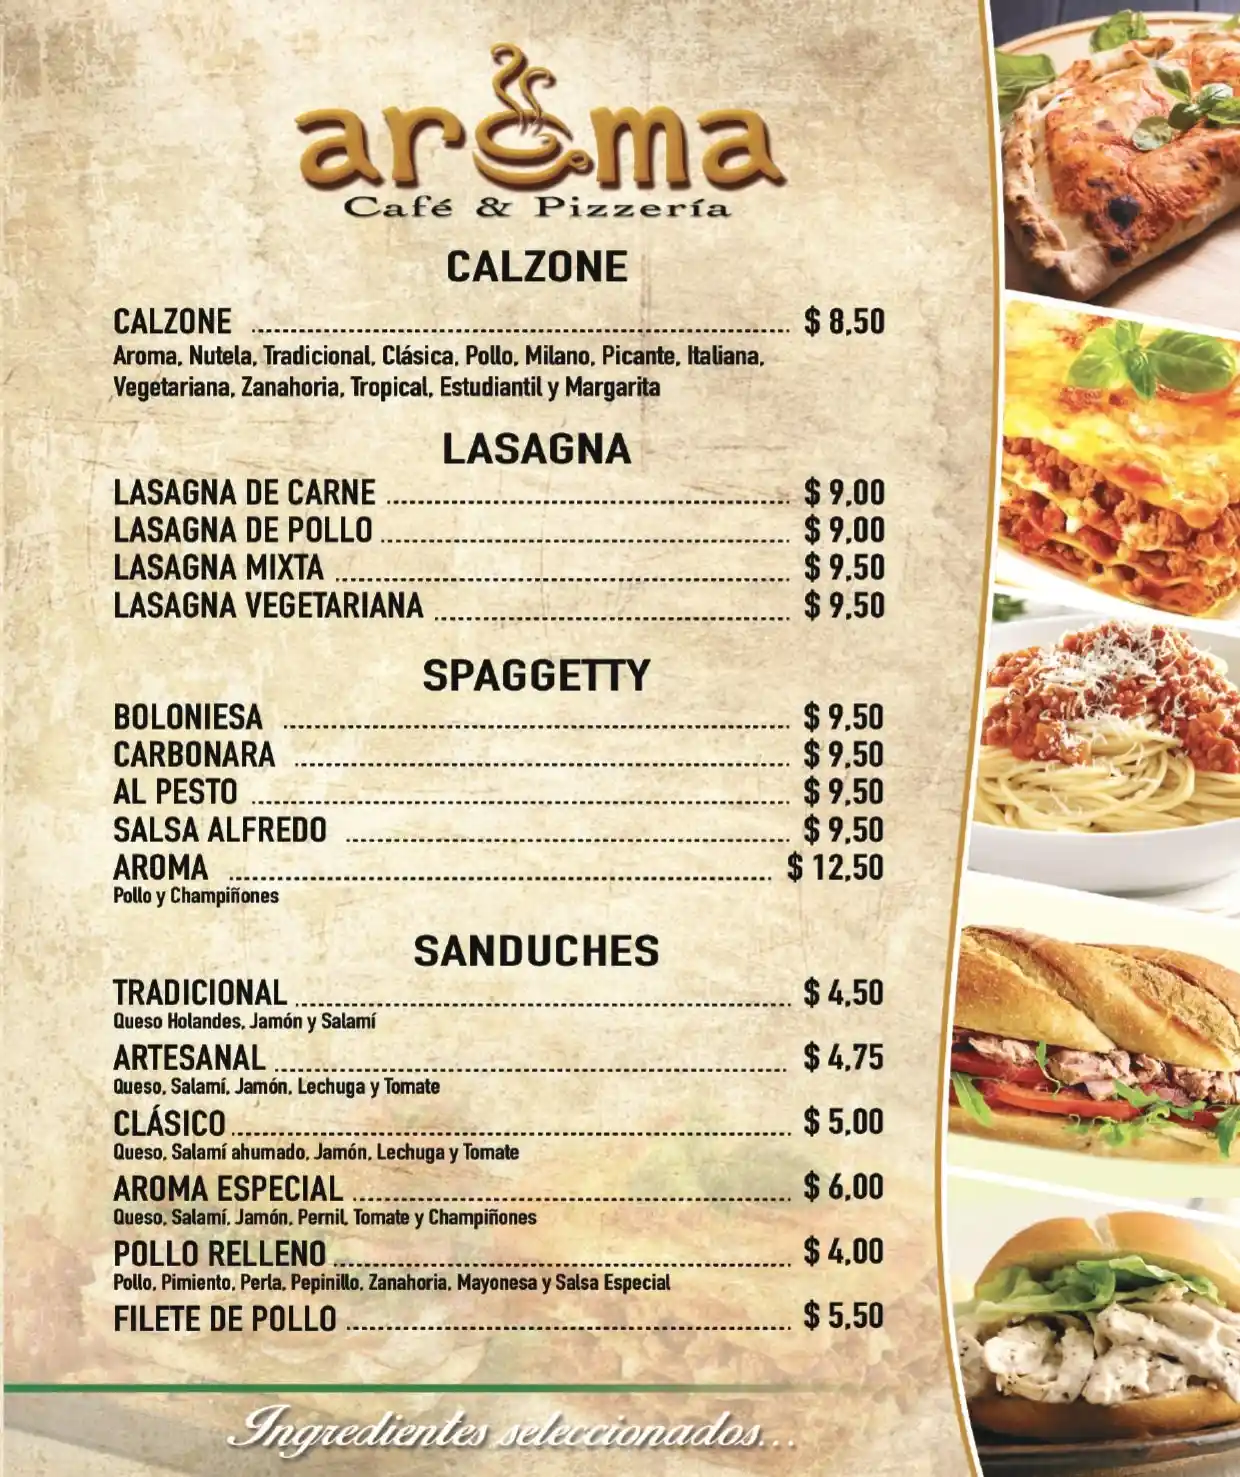 aroma
Café & Pizzería
CALZONE
CALZONE ........ $ 8,50
Aroma, Nutela, Tradicional, Clásica, Pollo, Milano, Picante, Italiana,
Vegetariana, Zanahoria, Tropical, Estudiantil y Margarita
LASAGNA
LASAGNA DE CARNE ........ $ 9,00
LASAGNA DE POLLO ........ $ 9,00
LASAGNA MIXTA ........ $ 9,50
LASAGNA VEGETARIANA ........ $ 9,50
SPAGGETTY
BOLONIESA ........ $ 9,50
CARBONARA ........ $ 9,50
AL PESTO ........ $ 9,50
SALSA ALFREDO ........ $ 9,50
AROMA ........ $ 12,50
Pollo y Champiñones
SANDUCHES
TRADICIONAL ........ $ 4,50
Queso Holandes, Jamón y Salamí
ARTESANAL ........ $ 4,75
Queso, Salamí, Jamón, Lechuga y Tomate
CLÁSICO ........ $ 5,00
Queso, Salamí ahumado, Jamón, Lechuga y Tomate
AROMA ESPECIAL ........ $ 6,00
Queso, Salamí, Jamón, Pernil, Tomate y Champiñones
POLLO RELLENO ........ $ 4,00
Pollo, Pimiento, Perla, Pepinillo, Zanahoria, Mayonesa y Salsa Especial
FILETE DE POLLO ........ $ 5,50
Ingredientes seleccionados...